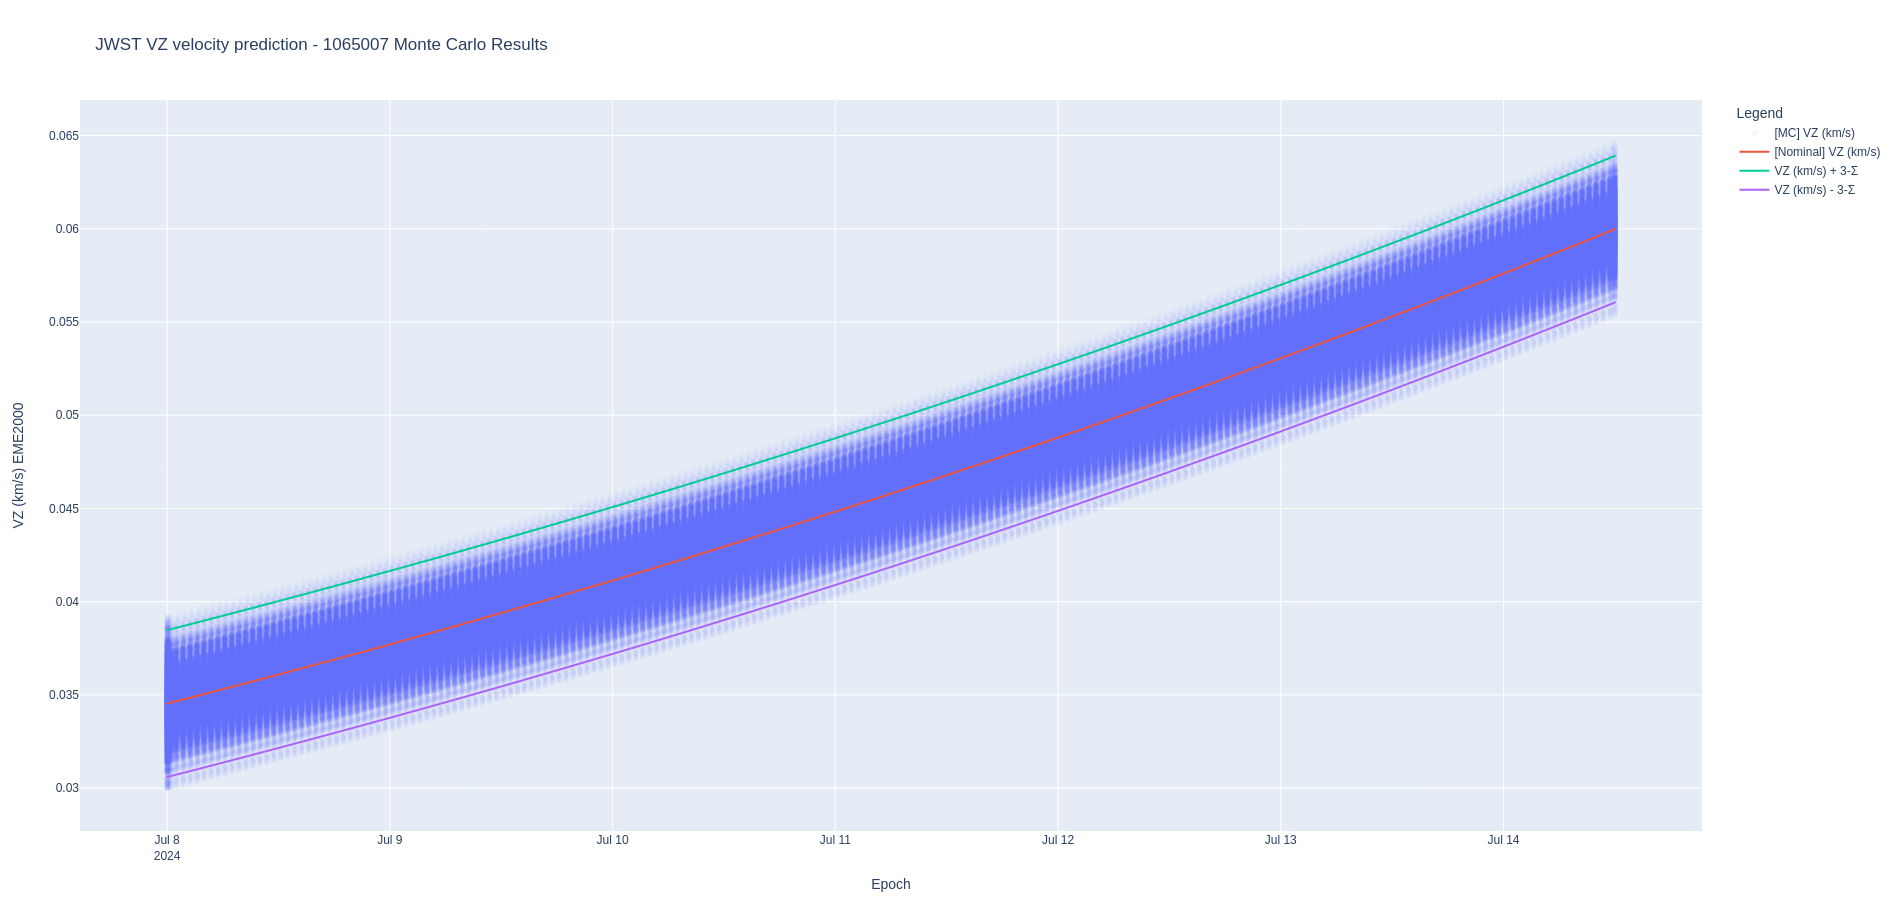 JWST VZ velocity prediction - 1065007 Monte Carlo Results
Legend
[MC] VZ (km/s)
[Nominal] VZ (km/s)
VZ (km/s) + 3-Σ
VZ (km/s) - 3-Σ
VZ (km/s) EME2000
0.065
0.06
0.055
0.05
0.045
0.04
0.035
0.03
Jul 8
2024
Jul 9
Jul 10
Jul 11
Jul 12
Jul 13
Jul 14
Epoch